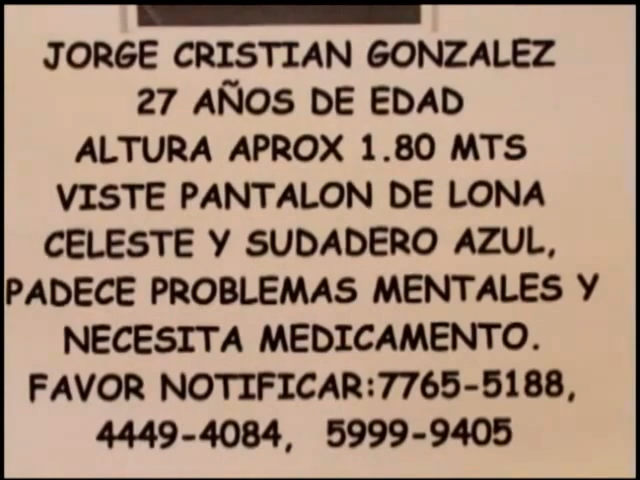 JORGE CRISTIAN GONZALEZ
27 AÑOS DE EDAD
ALTURA APROX 1.80 MTS
VISTE PANTALON DE LONA
CELESTE Y SUDADERO AZUL,
PADECE PROBLEMAS MENTALES Y
NECESITA MEDICAMENTO.
FAVOR NOTIFICAR:7765-5188,
4449-4084, 5999-9405